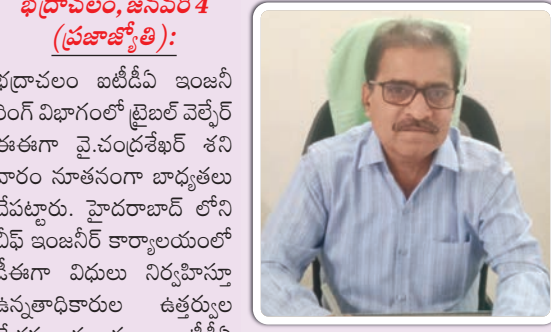 భద్రాచలం, జనవరి 4
(ప్రజాజ్యోతి):
భద్రాచలం ఐటీడీఏ ఇంజనీ
రింగ్ విభాగంలో ట్రైబల్ వెల్ఫేర్
ఈఈగా వై.చంద్రశేఖర్ శని
వారం నూతనంగా బాధ్యతలు
చేపట్టారు. హైదరాబాద్ లోని
చీఫ్ ఇంజనీర్ కార్యాలయంలో
డీఈగా విధులు నిర్వహిస్తూ
ఉన్నతాధికారుల ఉత్తర్వుల